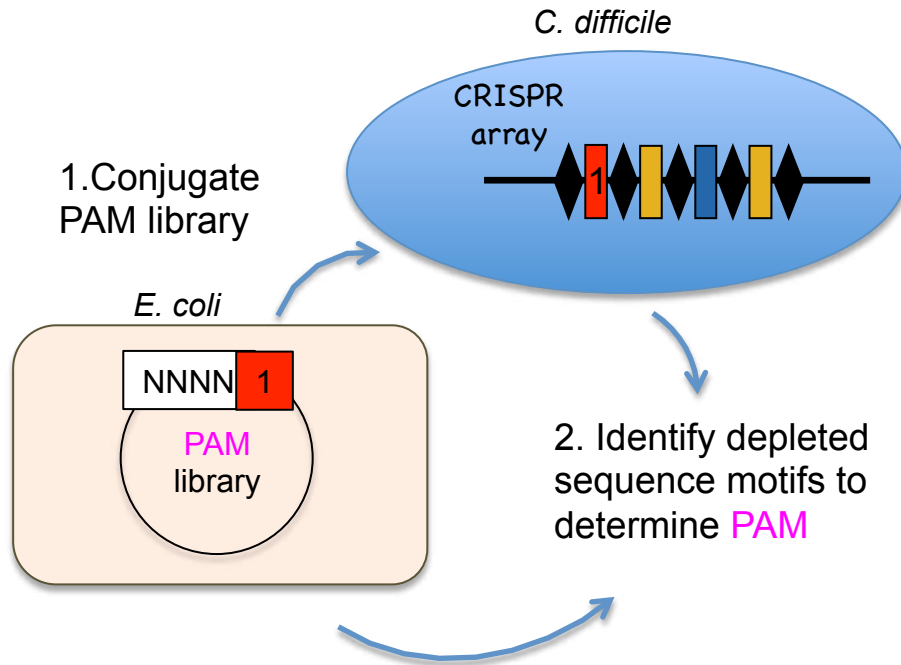 C. difficile
CRISPR
array
1
1.Conjugate
PAM library
E. coli
NNNN 1
PAM
library
2. Identify depleted
sequence motifs to
determine PAM